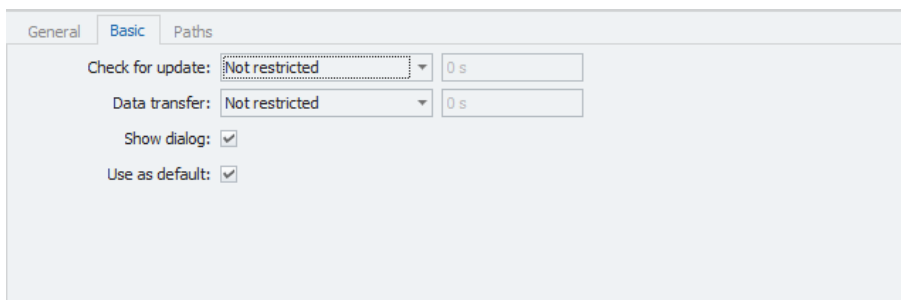 General Basic Paths
Check for update: Not restricted 0 s
Data transfer: Not restricted 0 s
Show dialog:
Use as default: